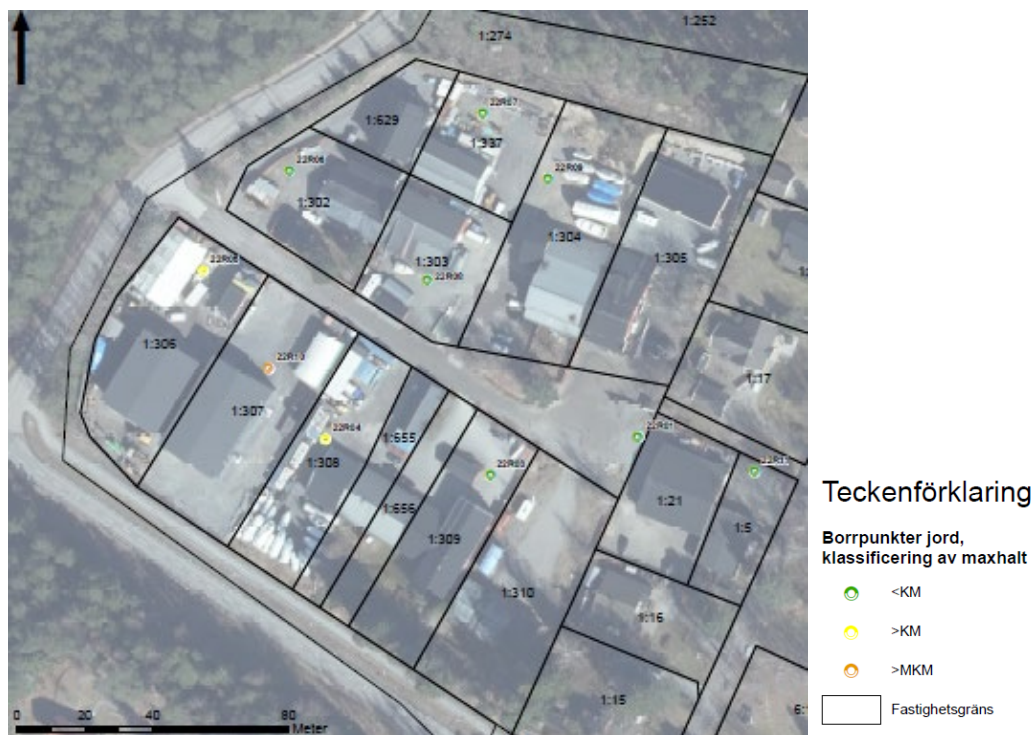 1:252
1:274
22R07
1:629
1:337
22R06
22R09
1:302
1:304
1:303
22R08
1:305
22R05
1:306
22R10
1:17
1:307
22R04
1:655
22R01
1:308
22R03
22R11
1:21
1:656
1:5
1:309
1:310
1:16
1:15
6:1
0 20 40 80
Meter
Teckenförklaring
Borrpunkter jord,
klassificering av maxhalt
<KM
>KM
>MKM
Fastighetsgräns